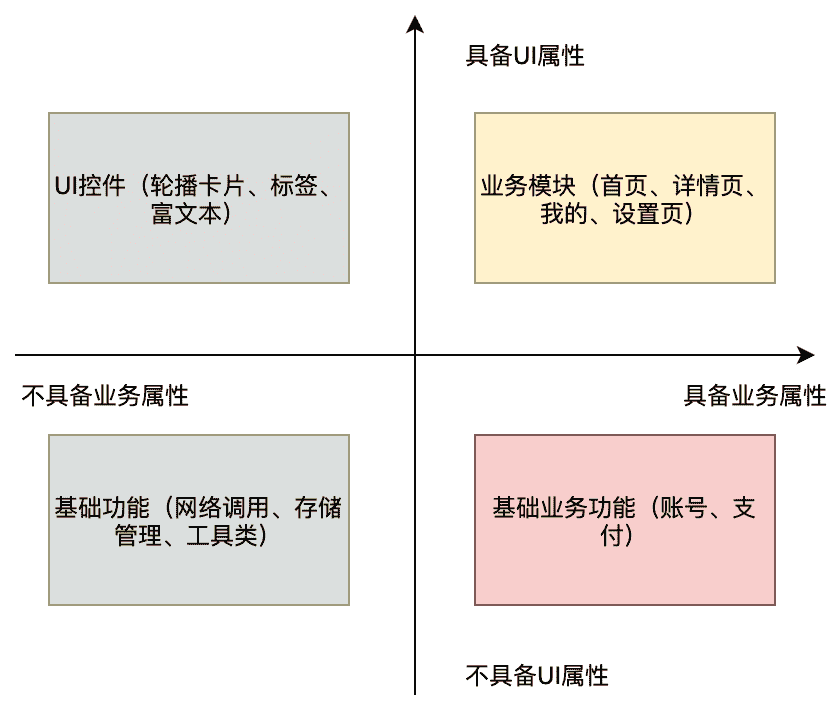 具备UI属性
UI控件（轮播卡片、标签、
富文本）
业务模块（首页、详情页、
我的、设置页）
不具备业务属性
具备业务属性
基础功能（网络调用、存储
管理、工具类）
基础业务功能（账号、支
付）
不具备UI属性